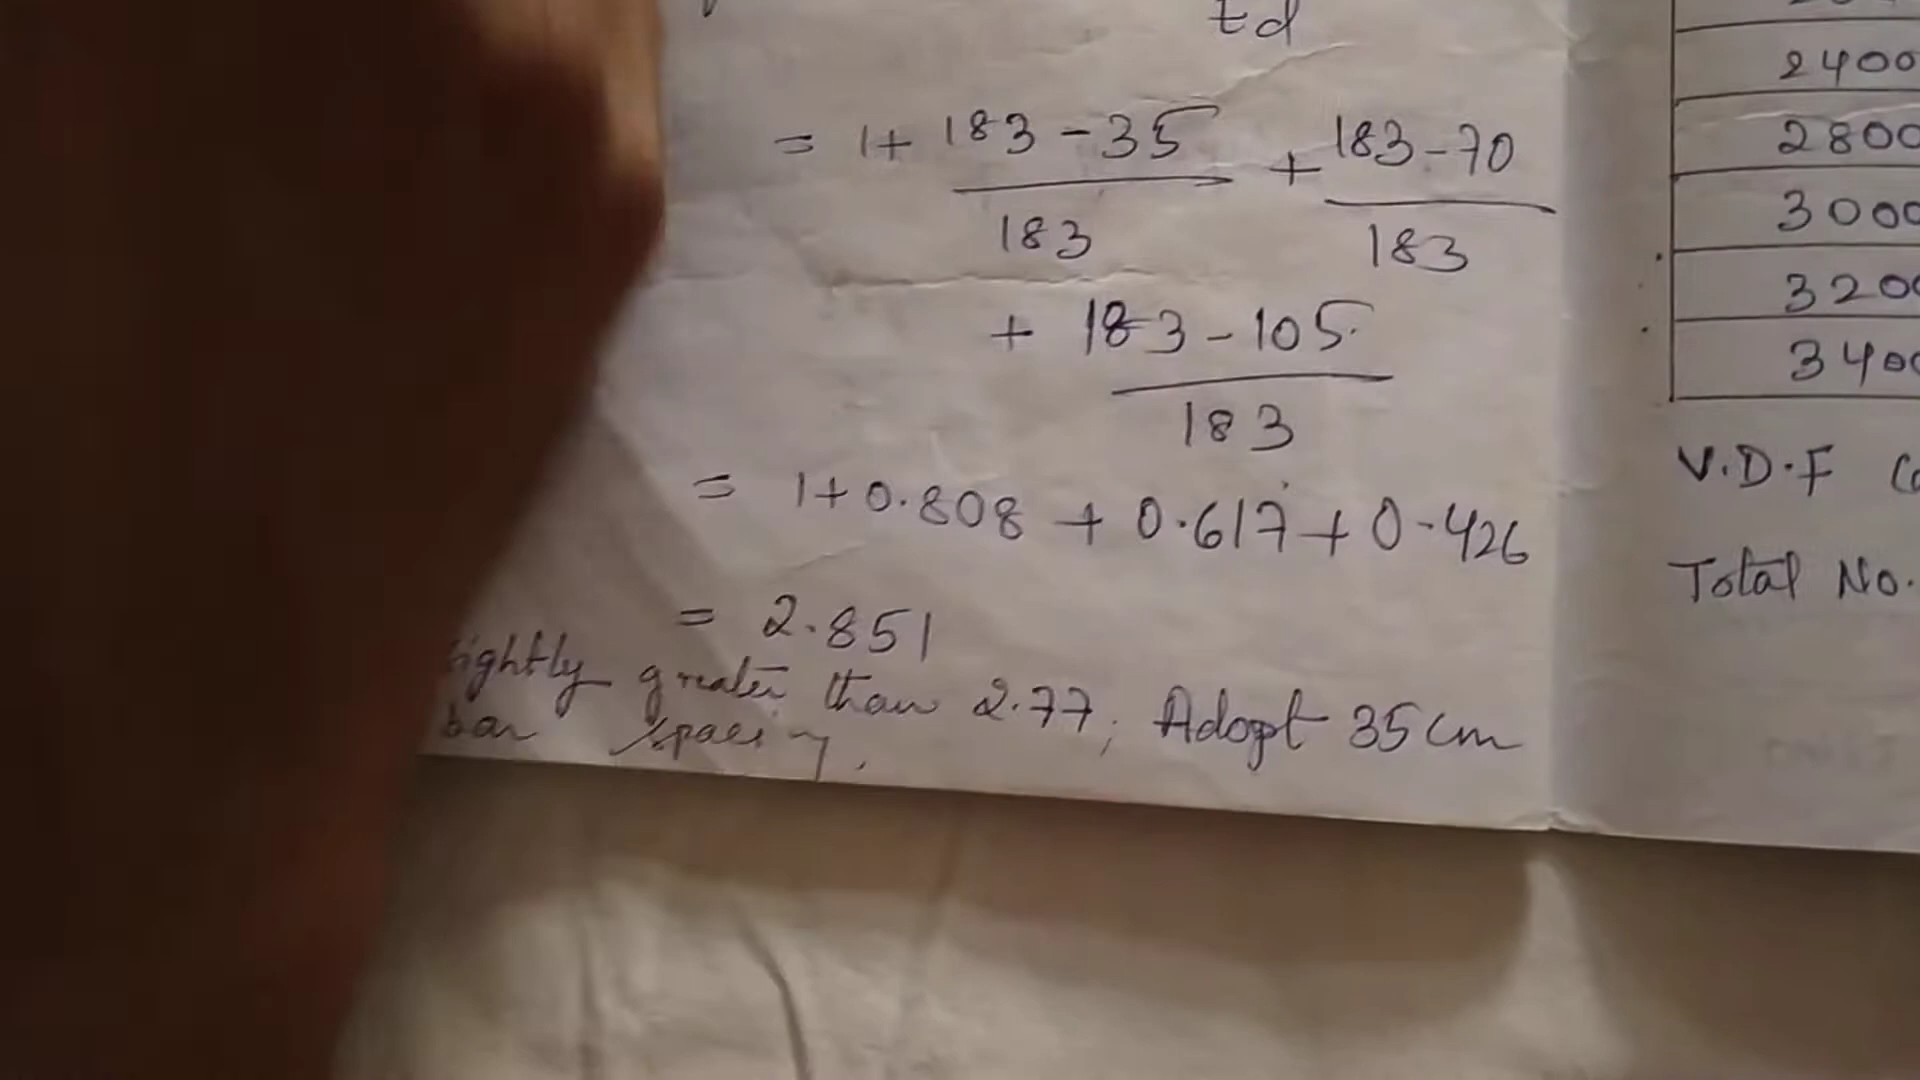 td
= 1 + 183 - 35 / 183 + 183 - 70 / 183
+ 183 - 105 / 183
= 1 + 0.808 + 0.617 + 0.426
= 2.851
greater than 2.77; Adopt 35 cm
bar spacing.
2400
2800
3000
3200
3400
V.D.F
Total No.